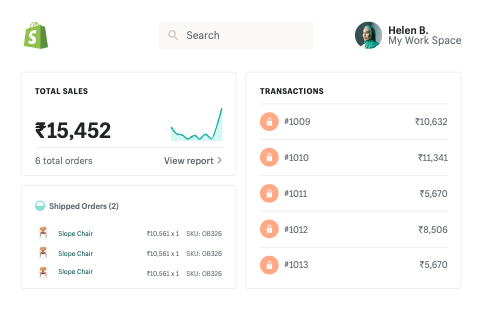 S
Search
Helen B.
My Work Space
TOTAL SALES
₹15,452
6 total orders
View report >
Shipped Orders (2)
Slope Chair ₹10,561 x 1 SKU: OB326
Slope Chair ₹10,561 x 1 SKU: OB326
Slope Chair ₹10,561 x 1 SKU: OB326
TRANSACTIONS
#1009 ₹10,632
#1010 ₹11,341
#1011 ₹5,670
#1012 ₹8,506
#1013 ₹5,670